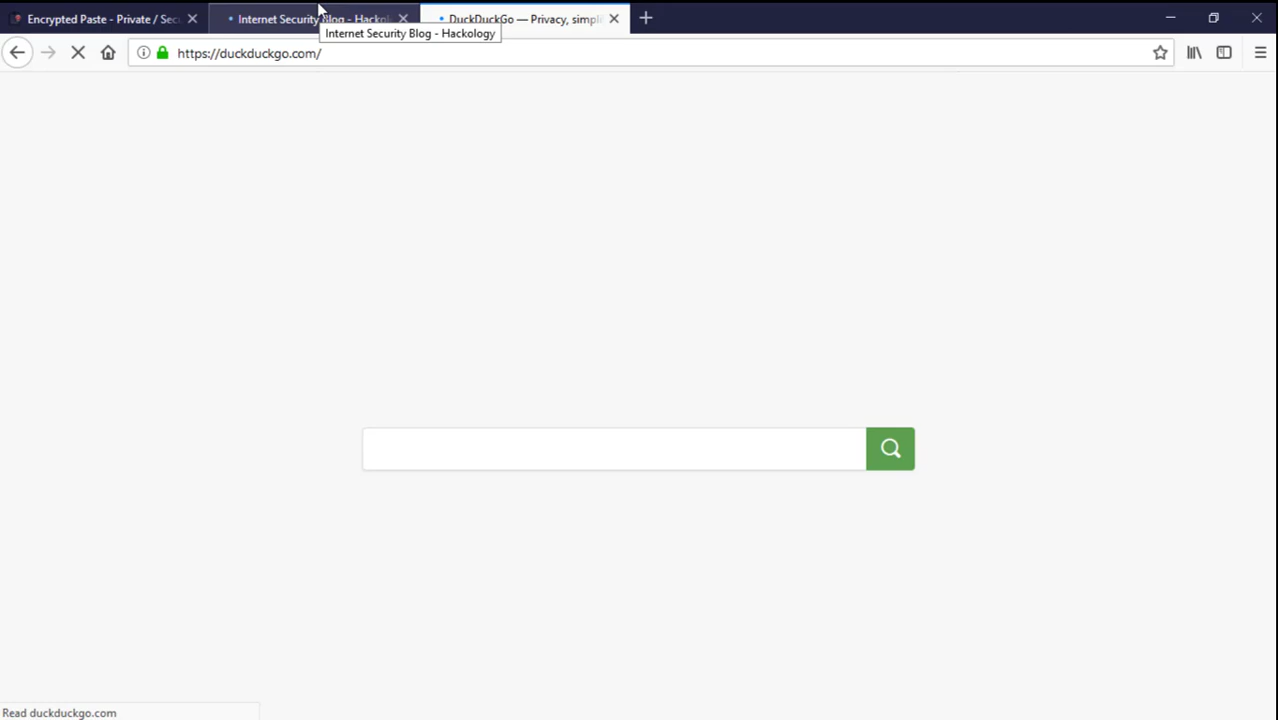 Encrypted Paste - Private / Sec
Internet Security Blog - Hackol
DuckDuckGo — Privacy, simpli
Internet Security Blog - Hackology
https://duckduckgo.com/
Read duckduckgo.com